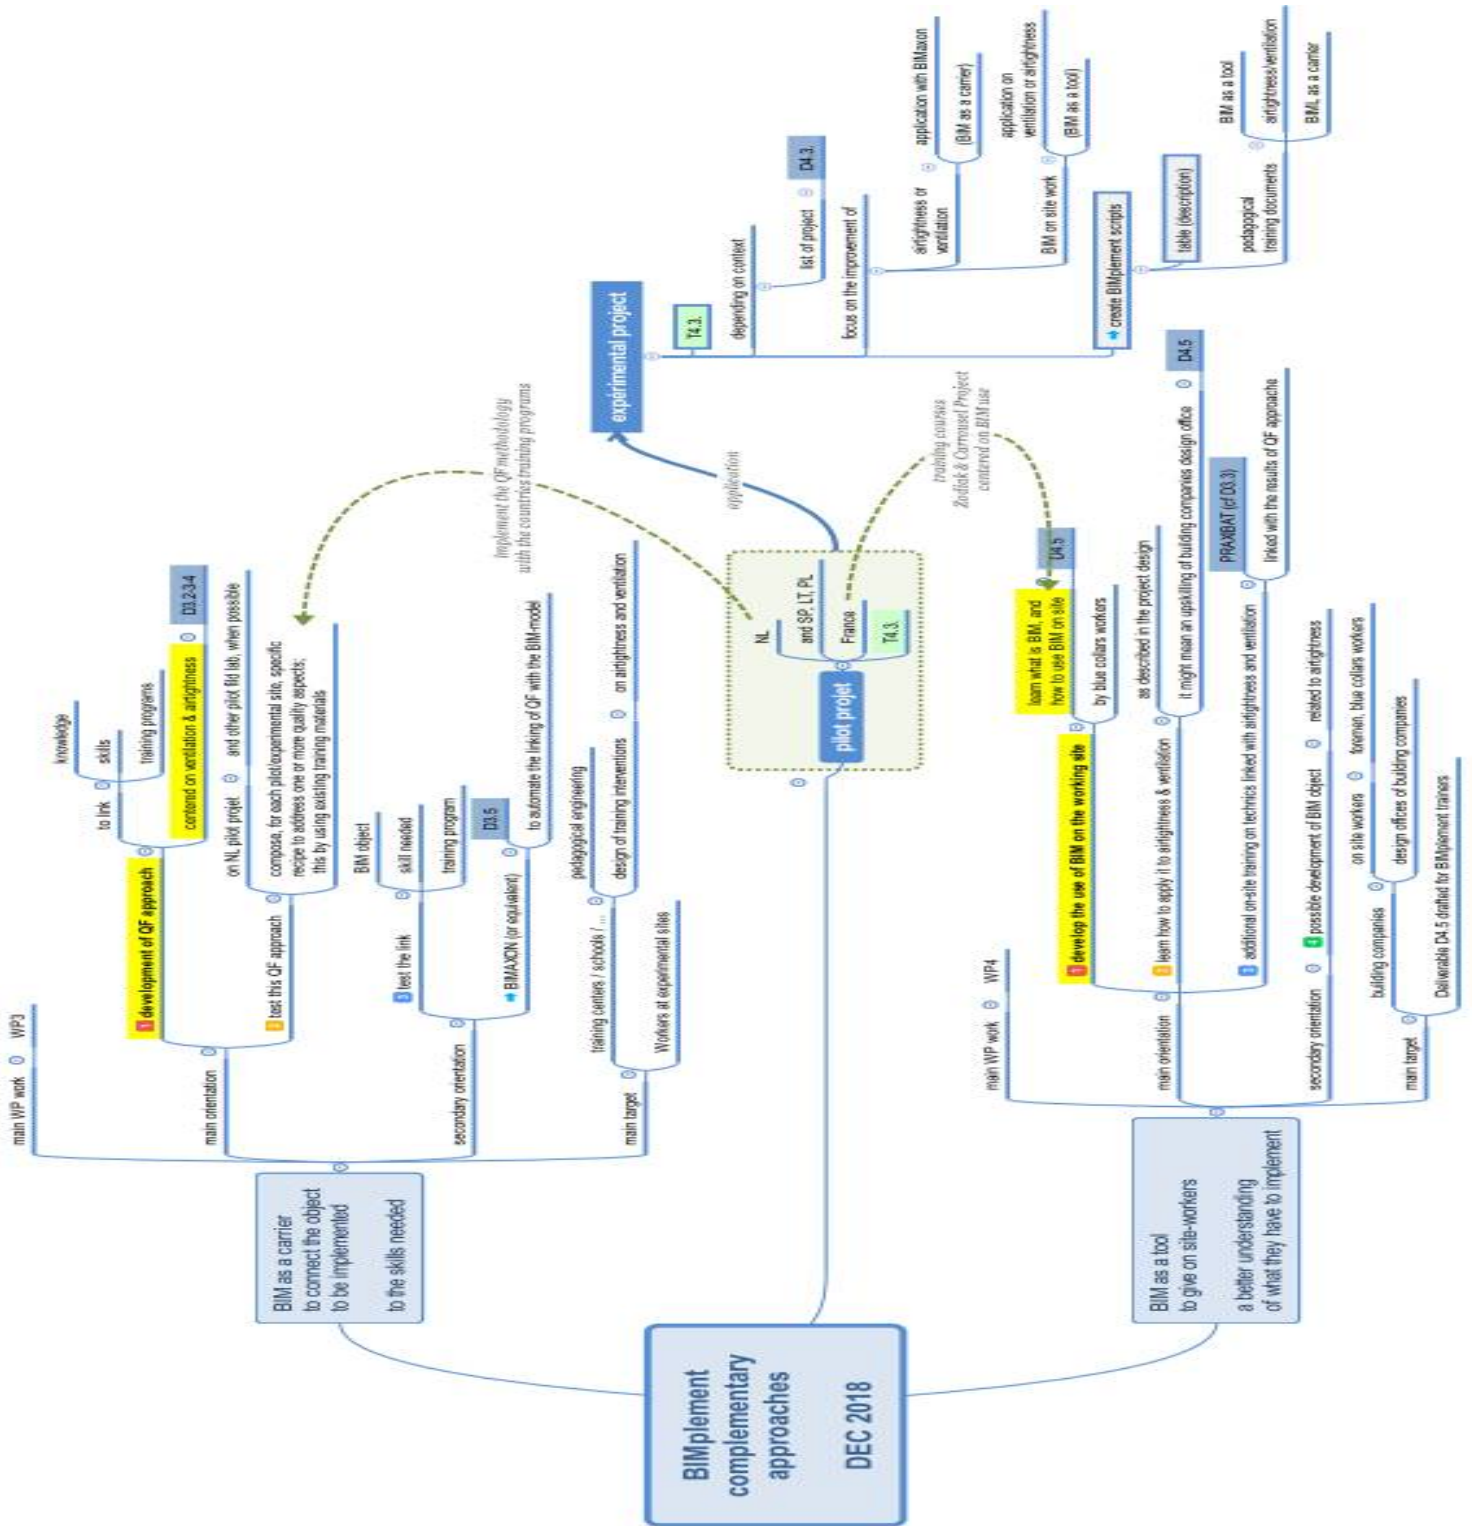 BIMplement
complementary
approaches
DEC 2018
BIM as a carrier
to connect the object
to be implemented
to the skills needed
main WP work
WP3
main orientation
1 development of QF approach
to link
knowledge
skills
training programs
centered on ventilation & airtightness
D3.2-3-4
2 test this QF approach
on NL pilot projet
and other pilot fld lab, when possible
compose, for each pilot/experimental site, specific
recipe to address one or more quality aspects;
this by using existing training materials
secondary orientation
3 test the link
BIM object
skill needed
training program
BIMAXON (or equivalent)
D3.5
to automate the linking of QF with the BIM-model
main target
training centers / schools / ...
pedagogical engineering
design of training interventions
on airtightness and ventilation
Workers at experimental sites
Implement the QF methodology
with the countries training programs
pilot projet
NL
and SP, LT, PL
France
T4.3.
application
expérimental project
T4.3.
depending on context
list of project
D4.3.
focus on the improvement of
airtightness or
ventilation
application with BIMaxon
(BIM as a carrier)
BIM on site work
application on
ventilation or airtightness
(BIM as a tool)
create BIMplement scripts
table (description)
pedagogical
training documents
BIM as a tool
airtightness/ventilation
BIML as a carrier
training courses
Zodiak & Carrousel Project
centered on BIM use
BIM as a tool
to give on site-workers
a better understanding
of what they have to implement
main WP work
WP4
main orientation
1 develop the use of BIM on the working site
learn what is BIM, and
how to use BIM on site
D4.5
by blue collars workers
2 learn how to apply it to airtighness & ventilation
as described in the project design
it might mean an upskilling of building companies design office
D4.5
3 additional on-site training on technics linked with airtightness and ventilation
PRAXIBAT (cf D3.3)
linked with the results of QF approache
secondary orientation
4 possible development of BIM object
related to airtightness
main target
building companies
on site workers
foremen, blue collars workers
design offices of building companies
Deliverable D4.5 drafted for BIMplement trainers